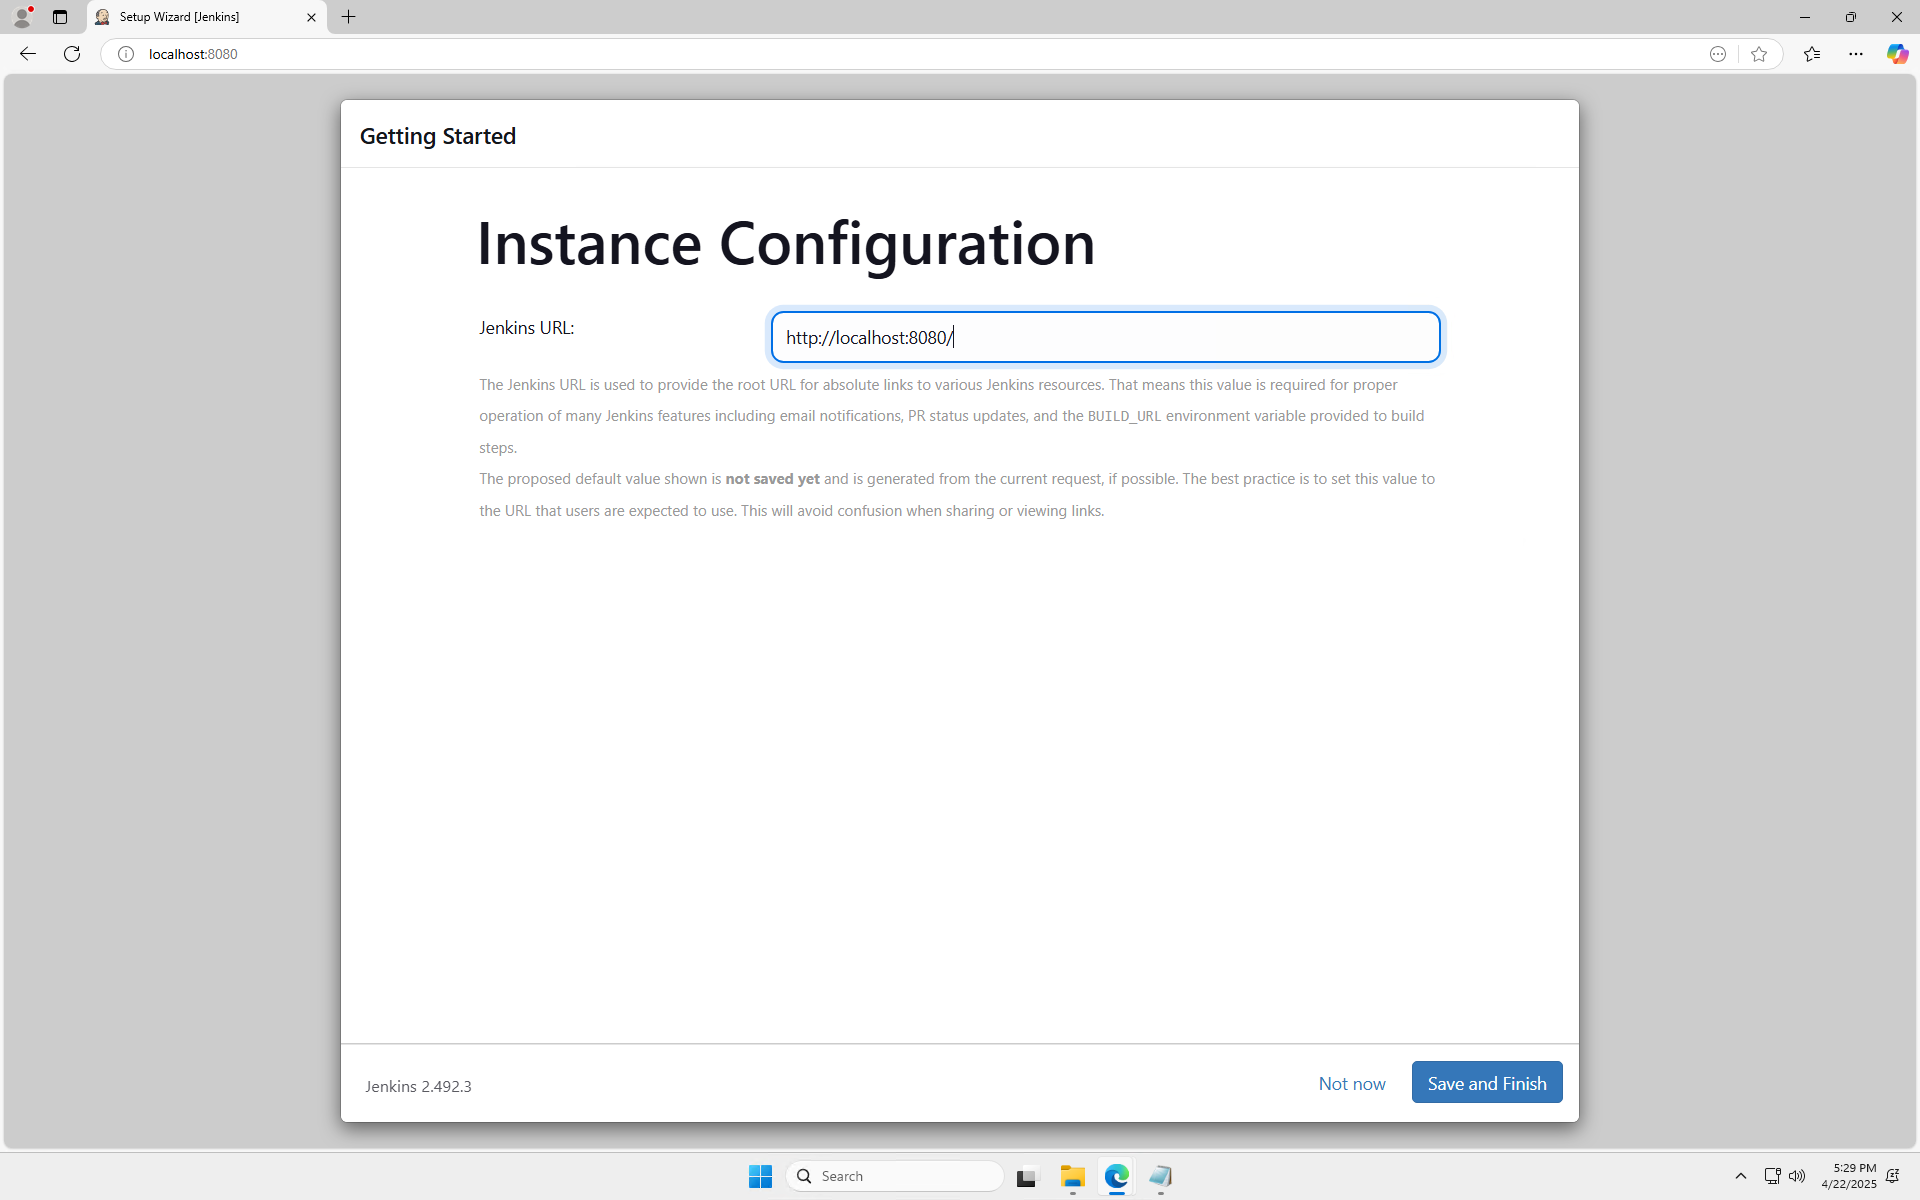 Setup Wizard [Jenkins]
localhost:8080
Getting Started
Instance Configuration
Jenkins URL:
http://localhost:8080/
The Jenkins URL is used to provide the root URL for absolute links to various Jenkins resources. That means this value is required for proper
operation of many Jenkins features including email notifications, PR status updates, and the BUILD_URL environment variable provided to build
steps.
The proposed default value shown is not saved yet and is generated from the current request, if possible. The best practice is to set this value to
the URL that users are expected to use. This will avoid confusion when sharing or viewing links.
Jenkins 2.492.3
Not now
Save and Finish
Search
5:29 PM
4/22/2025